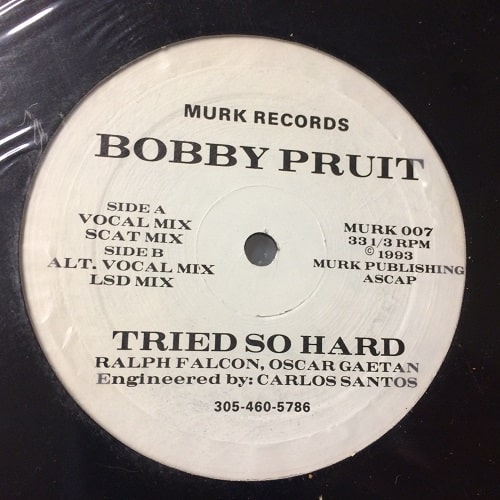 MURK RECORDS
BOBBY PRUIT
SIDE A
VOCAL MIX
SCAT MIX
SIDE B
ALT. VOCAL MIX
LSD MIX
MURK 007
33 1/3 RPM
© 1993
MURK PUBLISHING
ASCAP
TRIED SO HARD
RALPH FALCON, OSCAR GAETAN
Engineered by: CARLOS SANTOS
305-460-5786